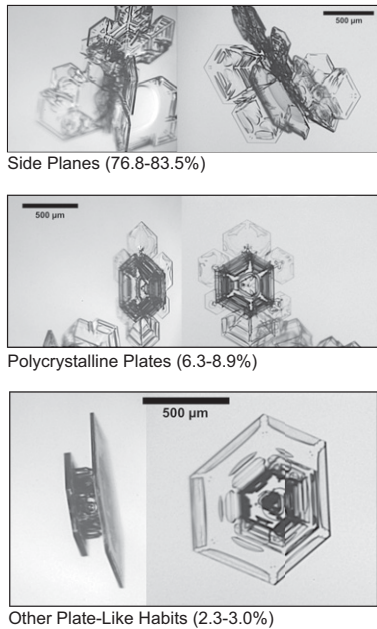 500 µm
Side Planes (76.8-83.5%)
500 µm
Polycrystalline Plates (6.3-8.9%)
500 µm
Other Plate-Like Habits (2.3-3.0%)